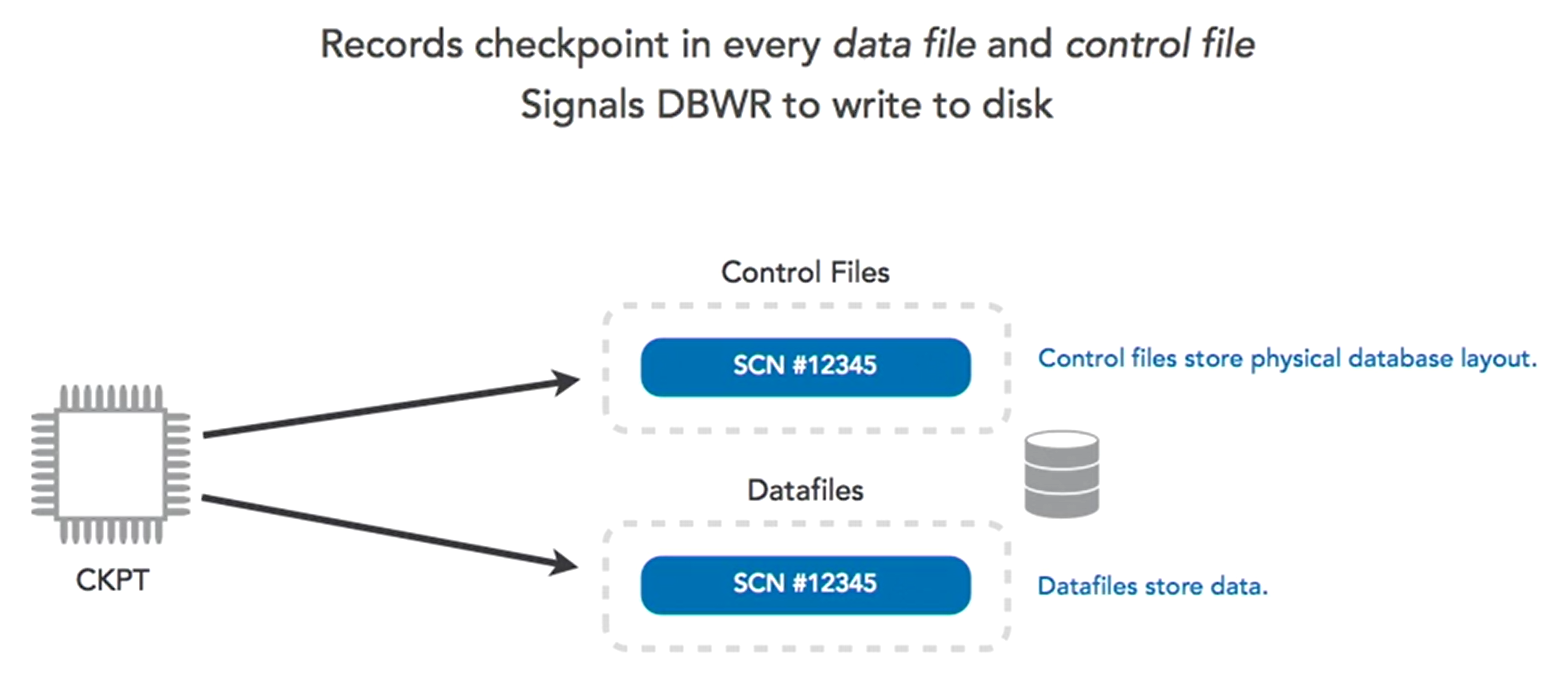 Records checkpoint in every data file and control file
Signals DBWR to write to disk
Control Files
SCN #12345
Control files store physical database layout.
Datafiles
SCN #12345
Datafiles store data.
CKPT